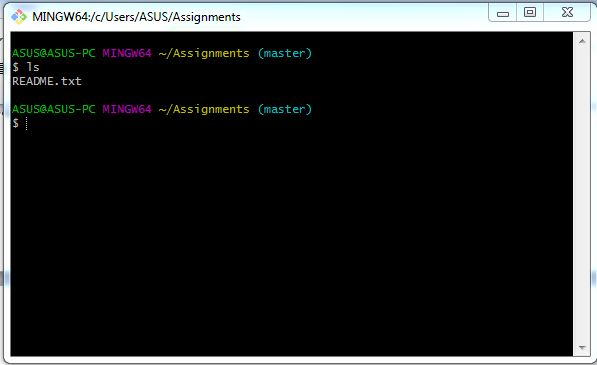 MINGW64:/c/Users/ASUS/Assignments
ASUS@ASUS-PC MINGW64 ~/Assignments (master)
$ ls
README.txt
ASUS@ASUS-PC MINGW64 ~/Assignments (master)
$